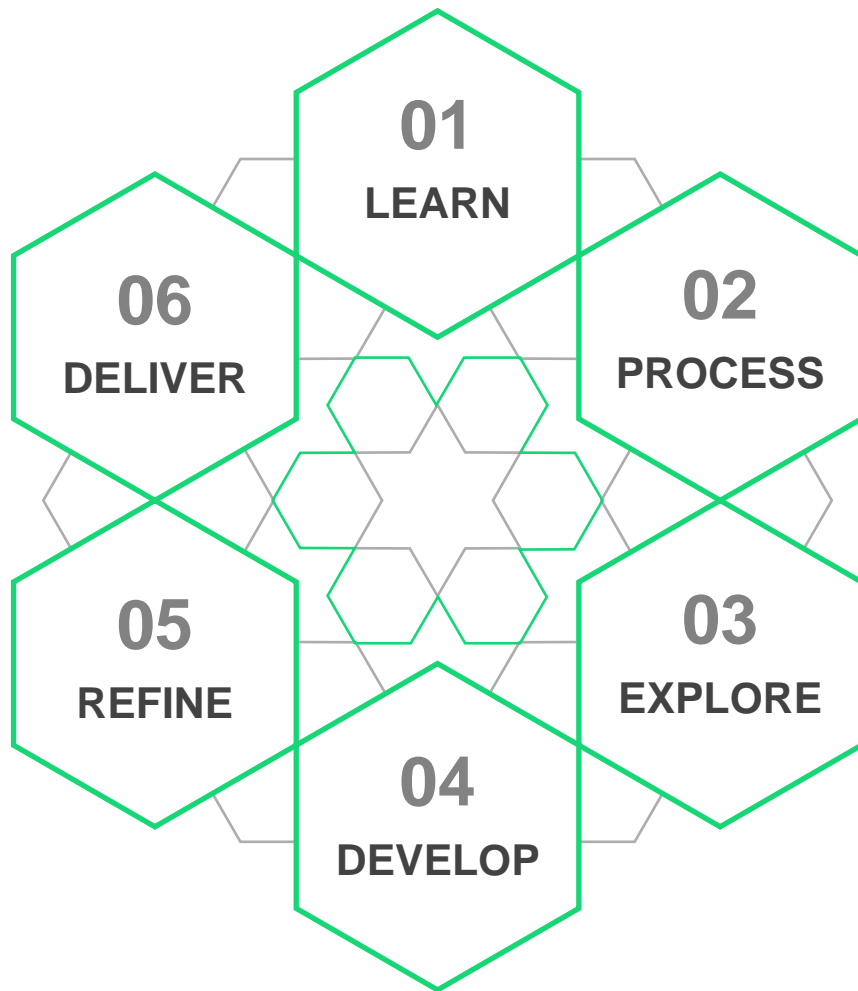 01
LEARN
02
PROCESS
03
EXPLORE
04
DEVELOP
05
REFINE
06
DELIVER